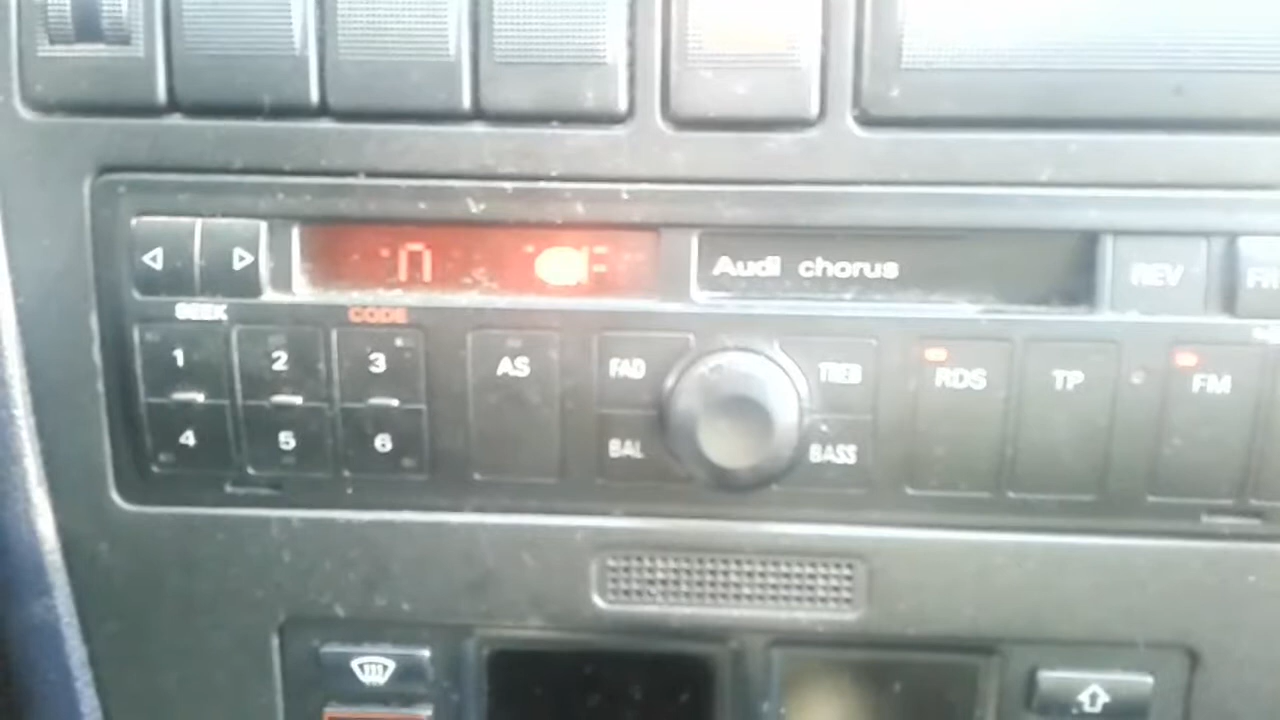 Audi chorus
REV
SEEK
CODE
1 2 3 AS FAD TREB RDS TP FM
4 5 6 BAL BASS